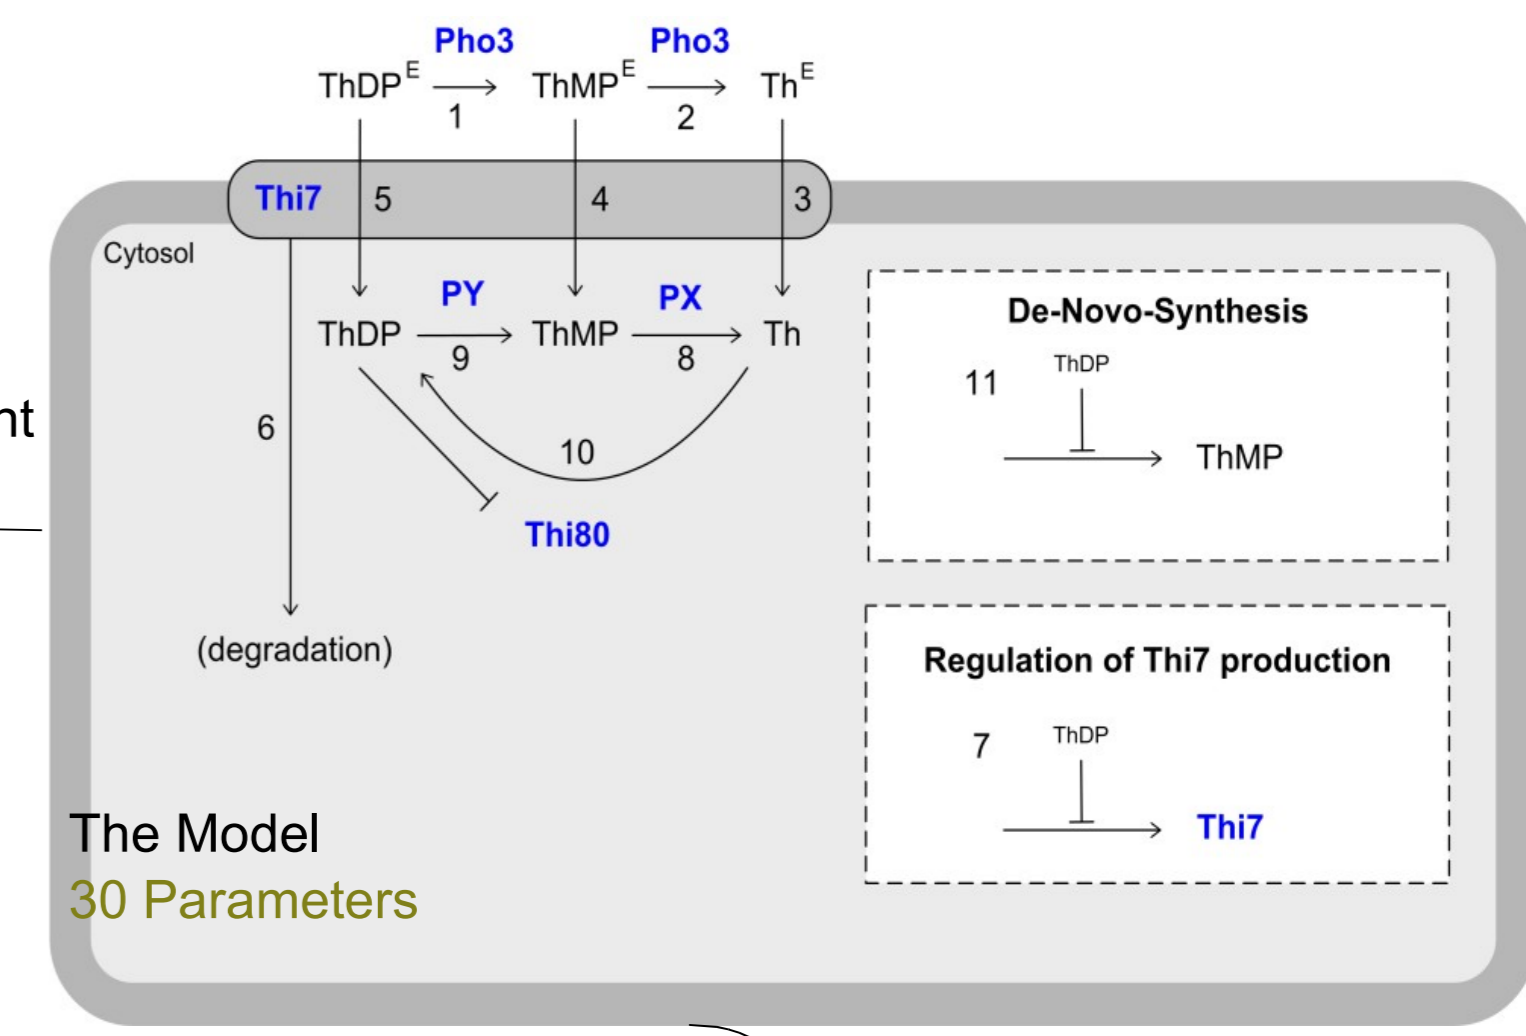 Pho3 Pho3
ThDP^E ThMP^E Th^E
1 2
Thi7 5 4 3
Cytosol
PY PX
ThDP ThMP Th
9 8
6
10
Thi80
(degradation)
De-Novo-Synthesis
11 ThDP
ThMP
Regulation of Thi7 production
7 ThDP
Thi7
nt
The Model
30 Parameters